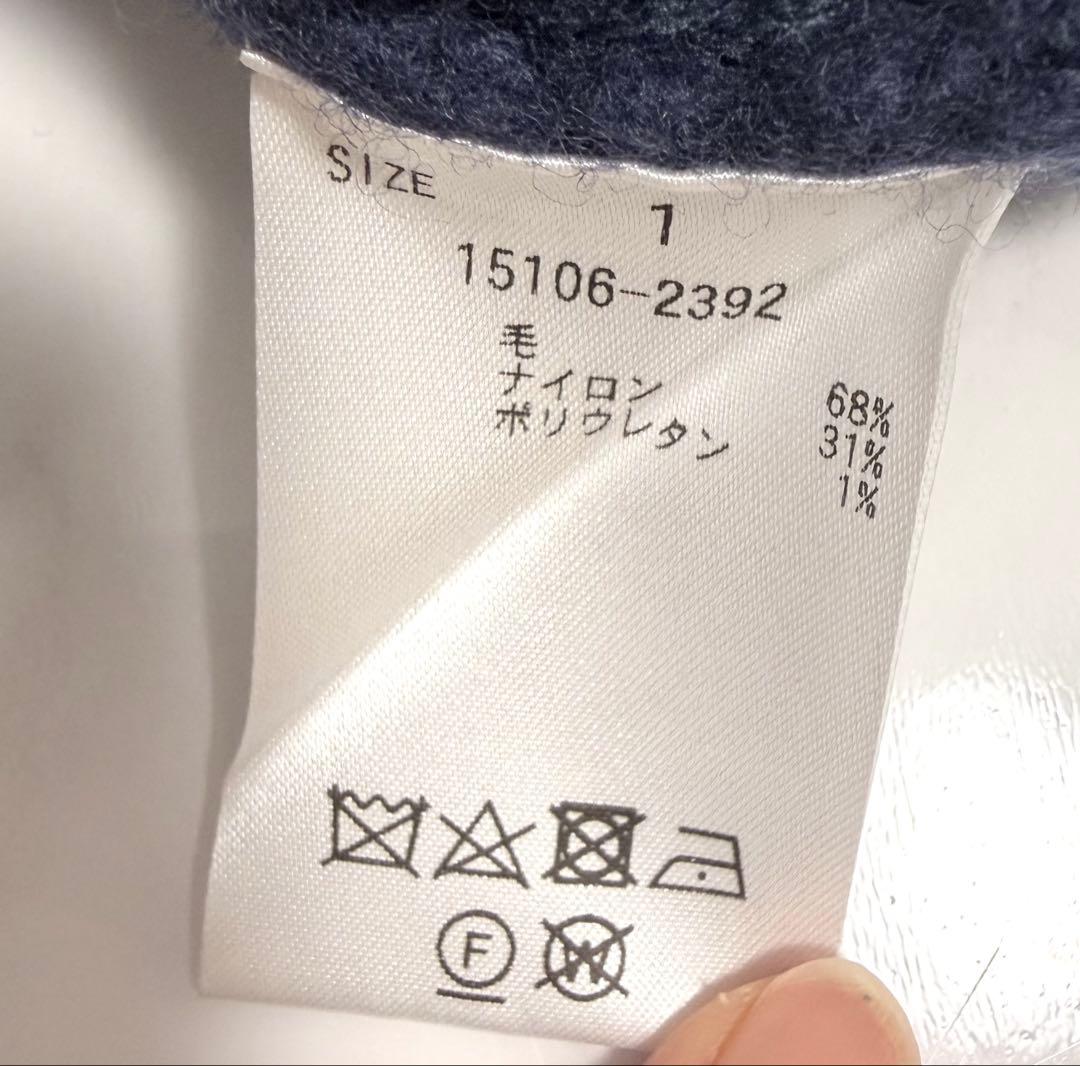 SIZE
1
15106-2392
毛 68%
ナイロン 31%
ポリウレタン 1%
F W